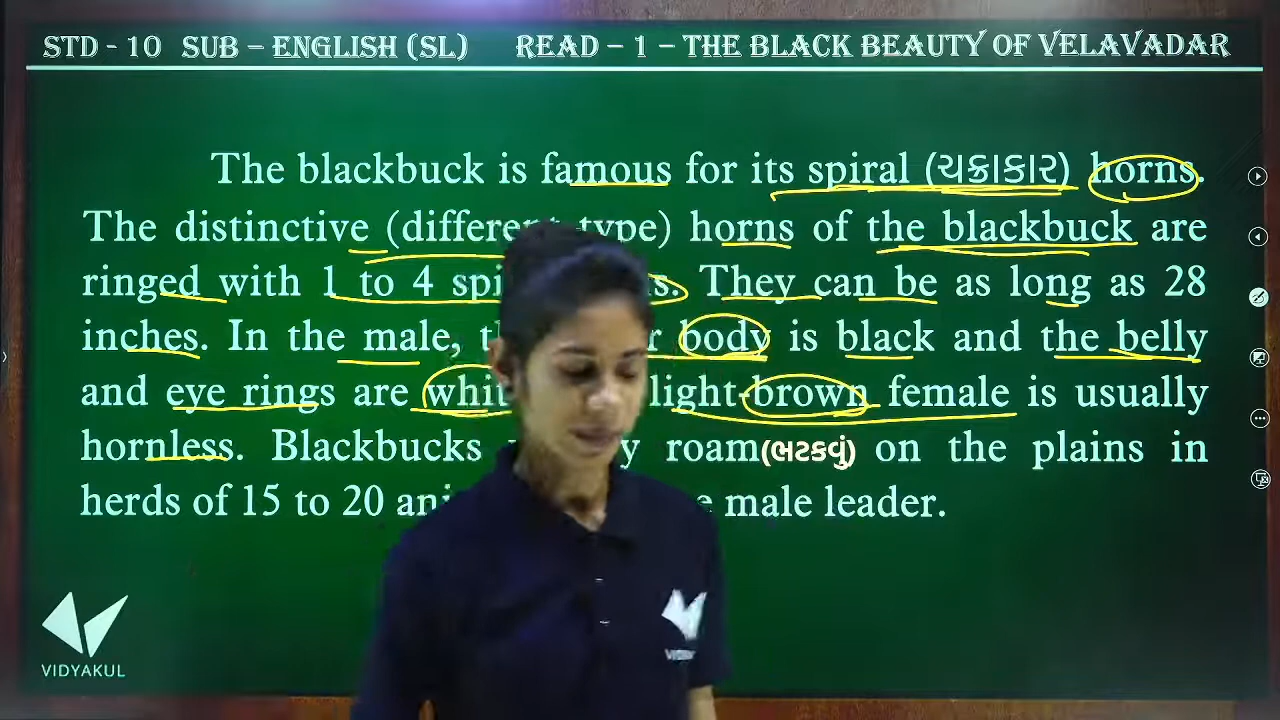 STD - 10 SUB – ENGLISH (SL) READ – 1 – THE BLACK BEAUTY OF VELAVADAR
The blackbuck is famous for its spiral (ચક્રાકાર) horns.
The distinctive (different type) horns of the blackbuck are
ringed with 1 to 4 They can be as long as 28
inches. In the male, body is black and the belly
and eye rings are light-brown female is usually
hornless. Blackbucks roam(ભટકવું) on the plains in
herds of 15 to 20 male leader.
VIDYAKUL